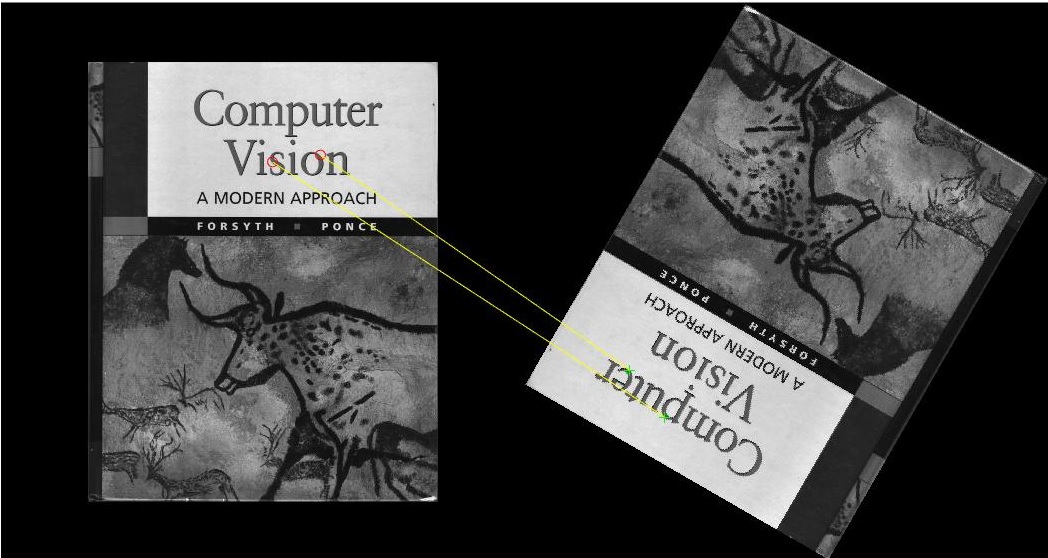 Computer
Vision
A MODERN APPROACH
FORSYTH PONCE
Computer
Vision
A MODERN APPROACH
FORSYTH PONCE